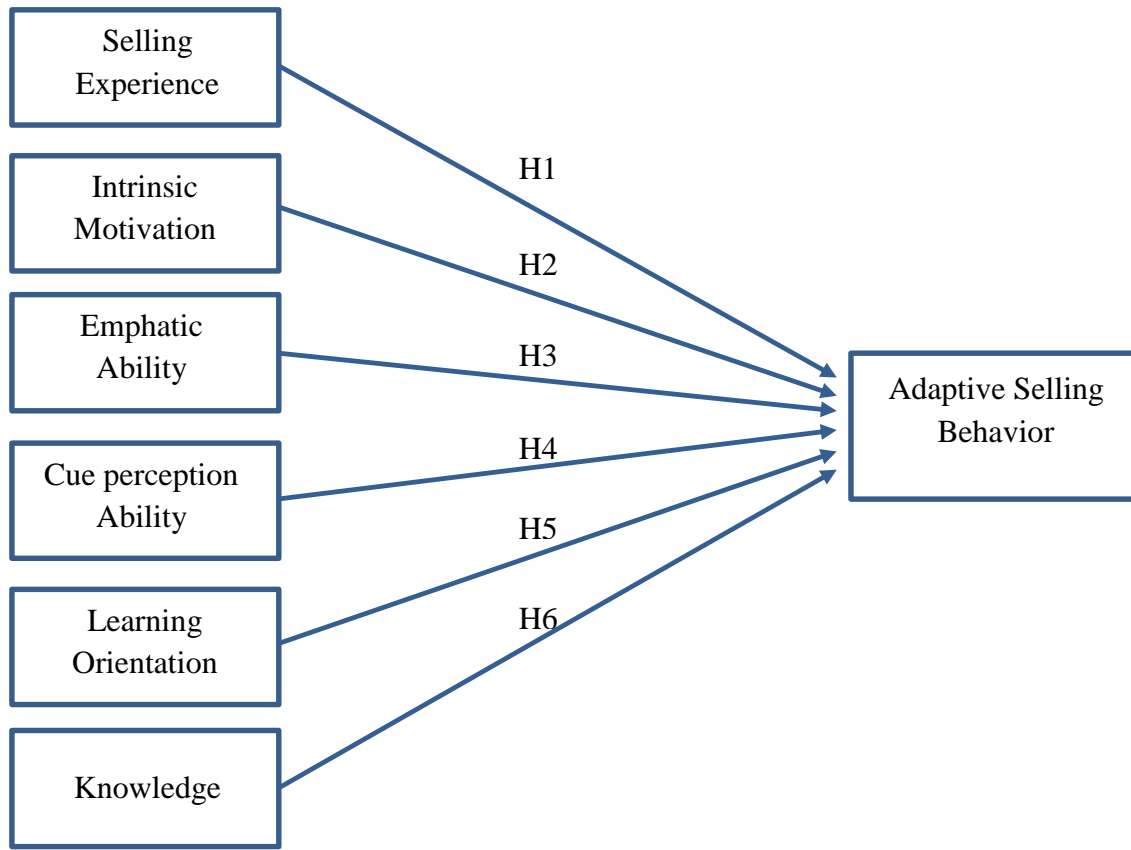 Selling
Experience
H1
Intrinsic
Motivation
H2
Emphatic
Ability
H3
Adaptive Selling
Behavior
Cue perception
Ability
H4
Learning
Orientation
H5
H6
Knowledge